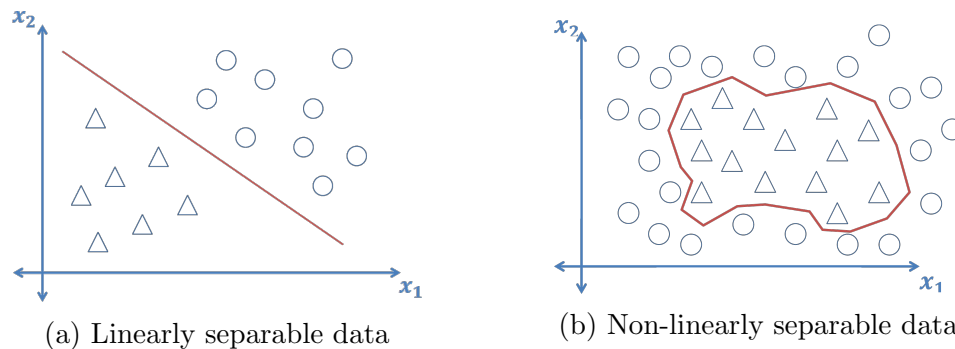 x₂
x₁
(a) Linearly separable data
x₂
x₁
(b) Non-linearly separable data